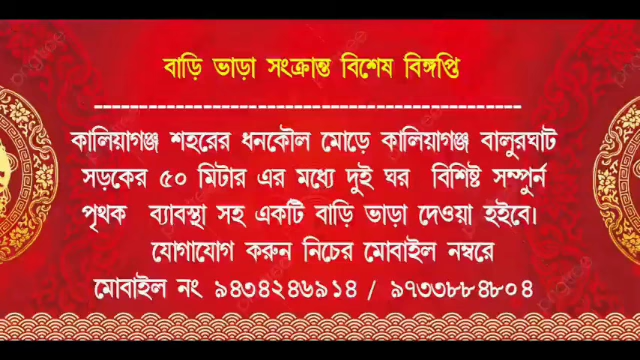 বাড়ি ভাড়া সংক্রান্ত বিশেষ বিঙ্গপ্তি
কালিয়াগঞ্জ শহরের ধনকৌল মোড়ে কালিয়াগঞ্জ বালুরঘাট
সড়কের ৫০ মিটার এর মধ্যে দুই ঘর বিশিষ্ট সম্পুর্ন
পৃথক ব্যাবস্থা সহ একটি বাড়ি ভাড়া দেওয়া হইবে।
যোগাযোগ করুন নিচের মোবাইল নম্বরে
মোবাইল নং ৯৪৩৪২৪৬৯১৪ / ৯৭৩৩৮৮৪৮০৪